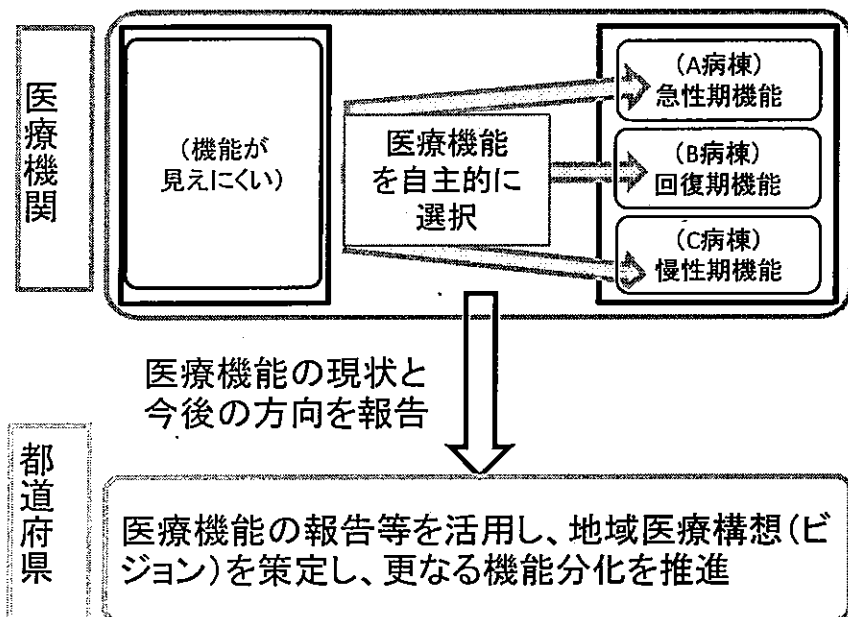 医療機関
(機能が
見えにくい)
医療機能
を自主的に
選択
(A病棟)
急性期機能
(B病棟)
回復期機能
(C病棟)
慢性期機能
医療機能の現状と
今後の方向を報告
都道府県
医療機能の報告等を活用し、地域医療構想(ビ
ジョン)を策定し、更なる機能分化を推進